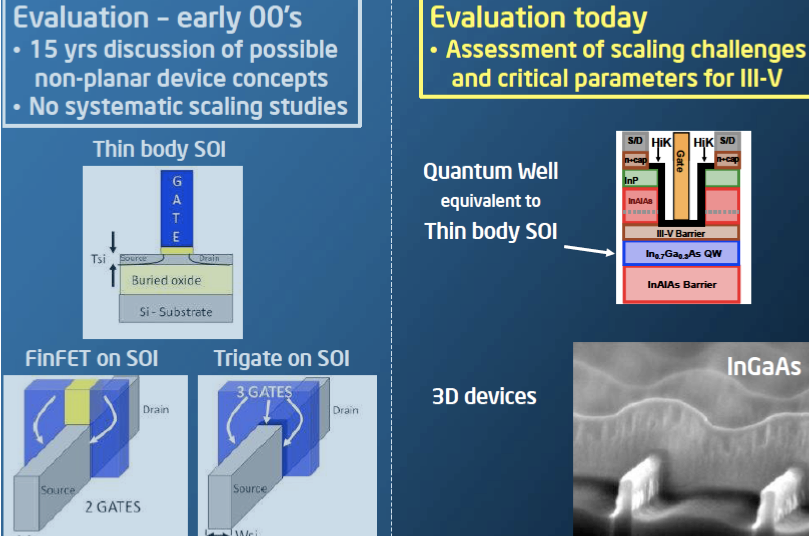 Evaluation – early 00's
• 15 yrs discussion of possible
non-planar device concepts
• No systematic scaling studies
Thin body SOI
GATE
Tsi
Source
Drain
Buried oxide
Si - Substrate
FinFET on SOI
Trigate on SOI
Drain
Source
2 GATES
3 GATES
Drain
Source
Wsi
Evaluation today
• Assessment of scaling challenges
and critical parameters for III-V
Quantum Well
equivalent to
Thin body SOI
S/D
HiK
Gate
HiK
S/D
n+cap
n+cap
InP
InAlAs
III-V Barrier
In0.7Ga0.3As QW
InAlAs Barrier
3D devices
InGaAs